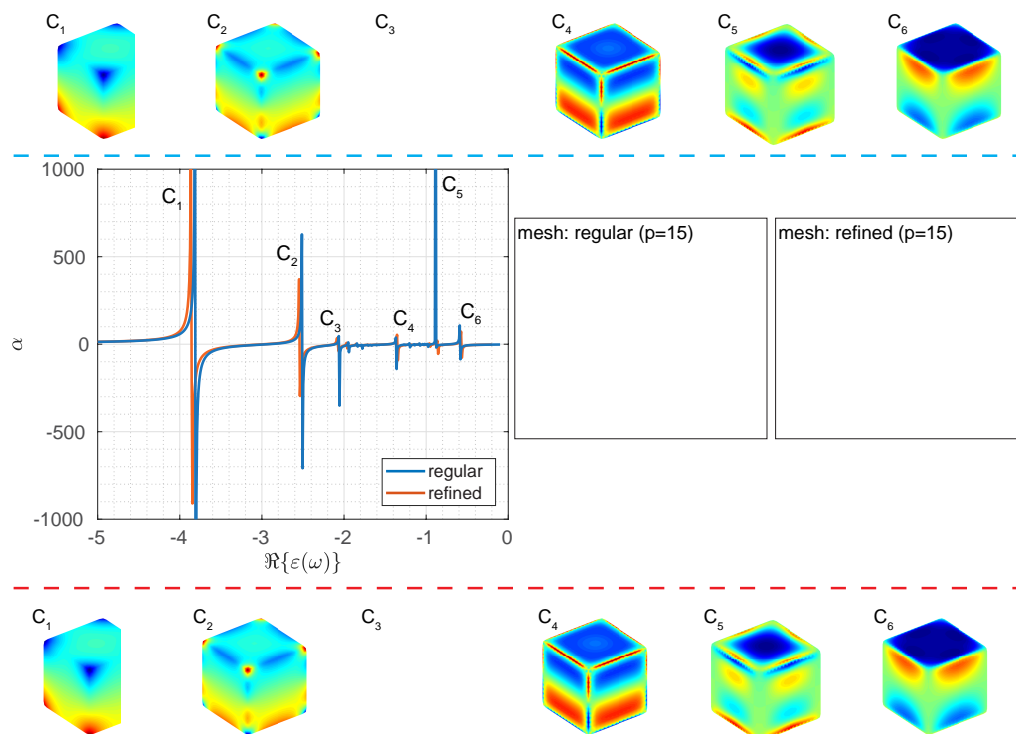 C1 C2 C3 C4 C5 C6
1000
500
0
-500
-1000
α
C1
C2
C3
C4
C5
C6
regular
refined
-5 -4 -3 -2 -1 0
ℜ{ε(ω)}
mesh: regular (p=15)
mesh: refined (p=15)
C1 C2 C3 C4 C5 C6